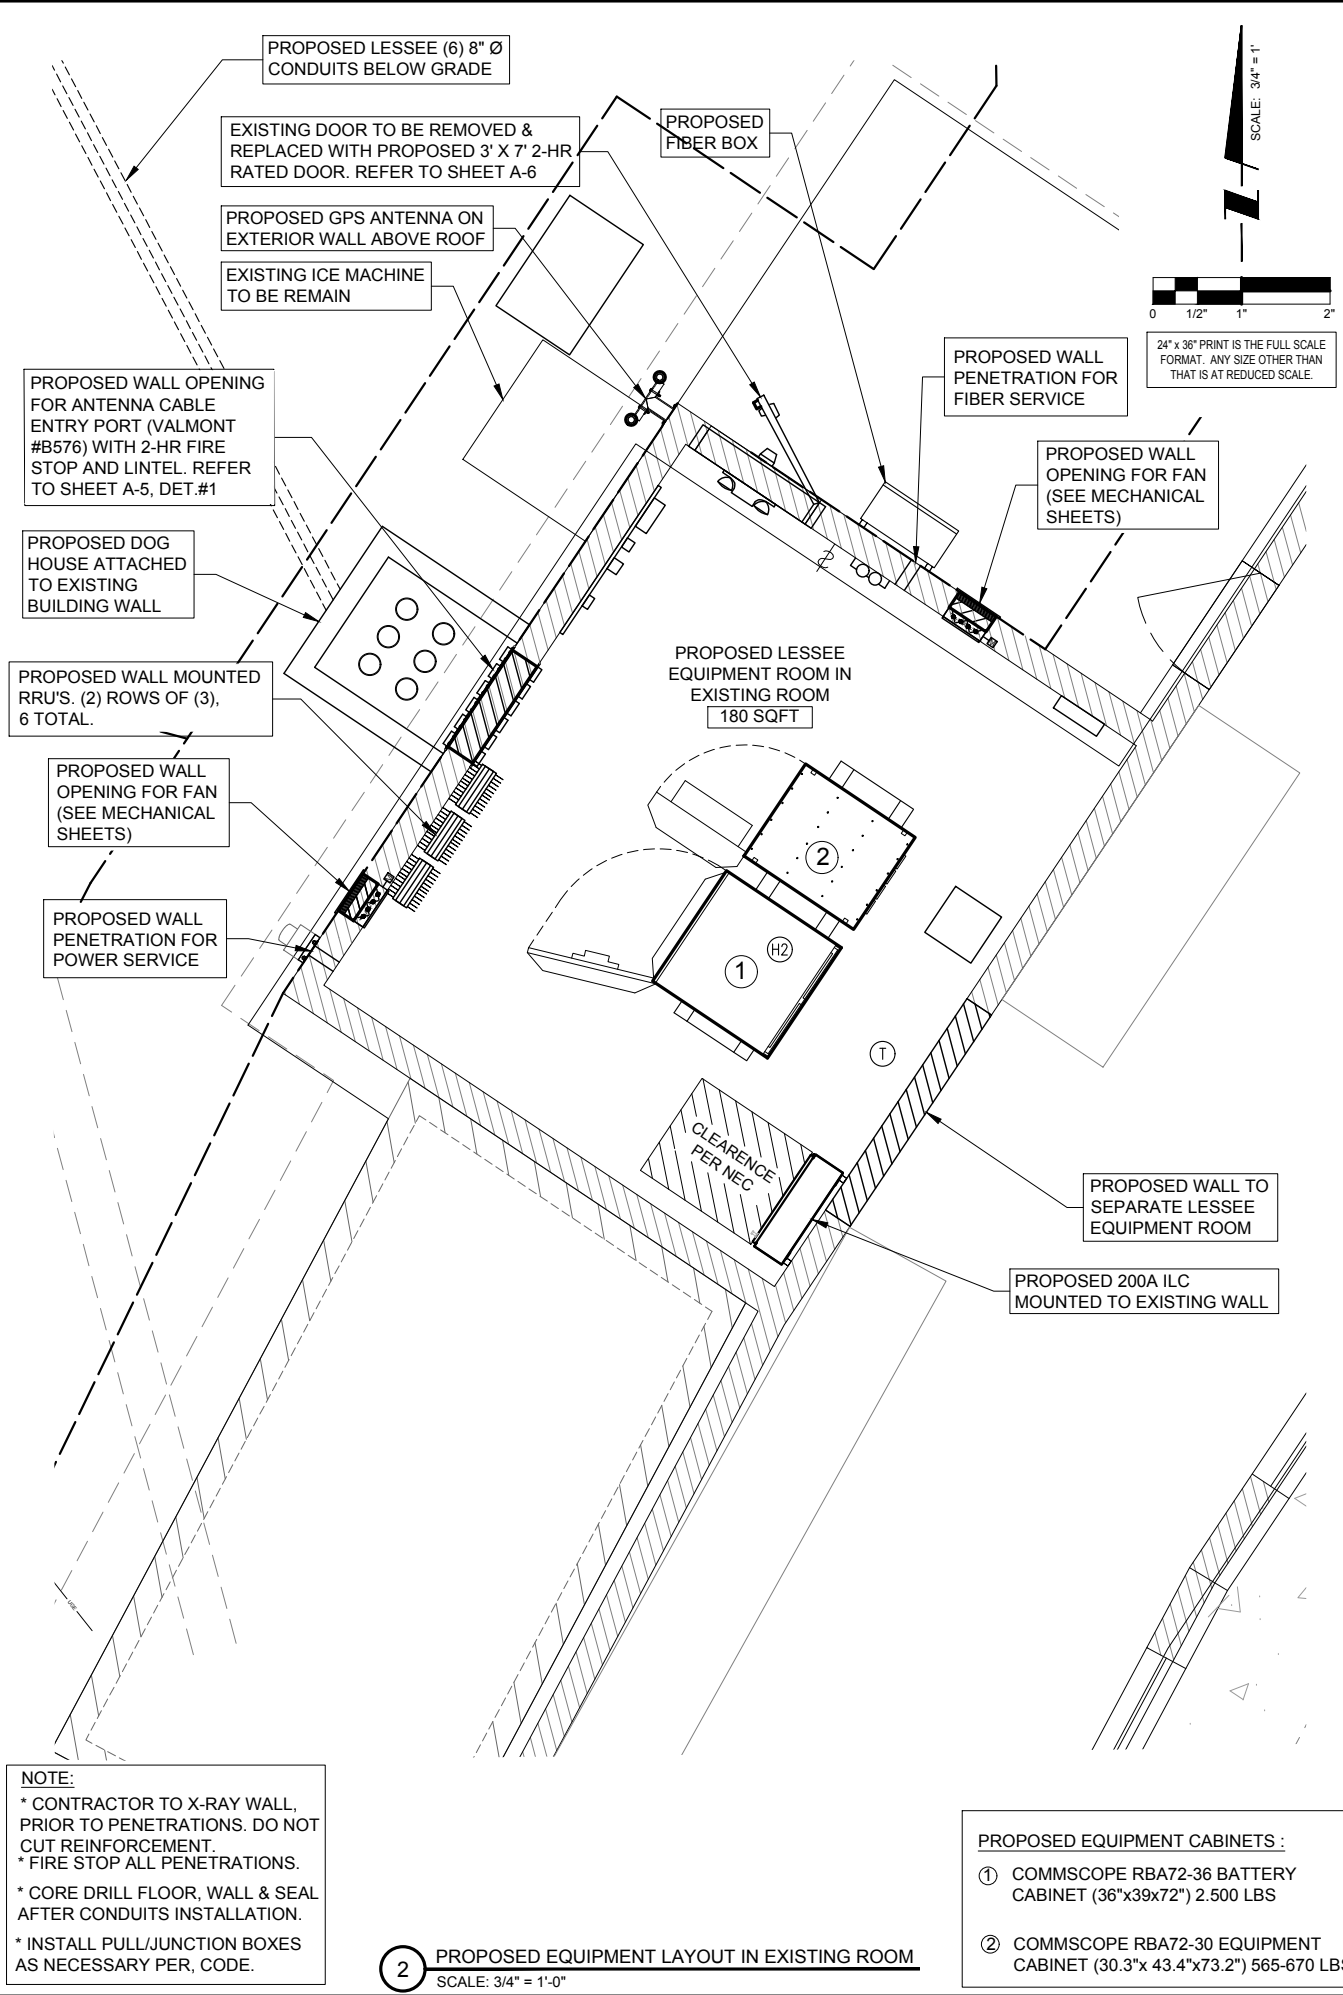 PROPOSED LESSEE (6) 8" Ø
CONDUITS BELOW GRADE
EXISTING DOOR TO BE REMOVED &
REPLACED WITH PROPOSED 3' X 7' 2-HR
RATED DOOR. REFER TO SHEET A-6
PROPOSED
FIBER BOX
SCALE: 3/4" = 1'
N
PROPOSED GPS ANTENNA ON
EXTERIOR WALL ABOVE ROOF
EXISTING ICE MACHINE
TO BE REMAIN
0 1/2" 1" 2"
24" x 36" PRINT IS THE FULL SCALE
FORMAT. ANY SIZE OTHER THAN
THAT IS AT REDUCED SCALE.
PROPOSED WALL
PENETRATION FOR
FIBER SERVICE
PROPOSED WALL OPENING
FOR ANTENNA CABLE
ENTRY PORT (VALMONT
#B576) WITH 2-HR FIRE
STOP AND LINTEL. REFER
TO SHEET A-5, DET.#1
PROPOSED WALL
OPENING FOR FAN
(SEE MECHANICAL
SHEETS)
PROPOSED DOG
HOUSE ATTACHED
TO EXISTING
BUILDING WALL
PROPOSED LESSEE
EQUIPMENT ROOM IN
EXISTING ROOM
180 SQFT
PROPOSED WALL MOUNTED
RRU'S. (2) ROWS OF (3),
6 TOTAL.
PROPOSED WALL
OPENING FOR FAN
(SEE MECHANICAL
SHEETS)
2
PROPOSED WALL
PENETRATION FOR
POWER SERVICE
H2
1
T
CLEARENCE
PER NEC
PROPOSED WALL TO
SEPARATE LESSEE
EQUIPMENT ROOM
PROPOSED 200A ILC
MOUNTED TO EXISTING WALL
NOTE:
* CONTRACTOR TO X-RAY WALL,
PRIOR TO PENETRATIONS. DO NOT
CUT REINFORCEMENT.
* FIRE STOP ALL PENETRATIONS.
* CORE DRILL FLOOR, WALL & SEAL
AFTER CONDUITS INSTALLATION.
* INSTALL PULL/JUNCTION BOXES
AS NECESSARY PER, CODE.
2 PROPOSED EQUIPMENT LAYOUT IN EXISTING ROOM
SCALE: 3/4" = 1'-0"
PROPOSED EQUIPMENT CABINETS :
1 COMMSCOPE RBA72-36 BATTERY
CABINET (36"x39x72") 2.500 LBS
2 COMMSCOPE RBA72-30 EQUIPMENT
CABINET (30.3"x 43.4"x73.2") 565-670 LBS